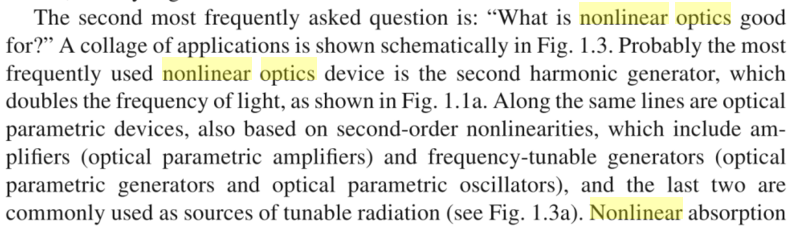 The second most frequently asked question is: “What is nonlinear optics good
for?” A collage of applications is shown schematically in Fig. 1.3. Probably the most
frequently used nonlinear optics device is the second harmonic generator, which
doubles the frequency of light, as shown in Fig. 1.1a. Along the same lines are optical
parametric devices, also based on second-order nonlinearities, which include am-
plifiers (optical parametric amplifiers) and frequency-tunable generators (optical
parametric generators and optical parametric oscillators), and the last two are
commonly used as sources of tunable radiation (see Fig. 1.3a). Nonlinear absorption